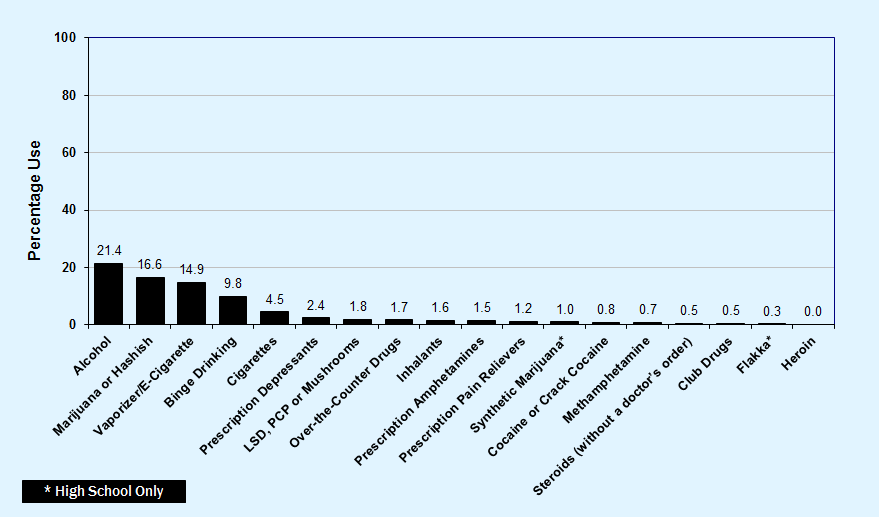 100
80
60
40
20
0
Percentage Use
21.4
16.6
14.9
9.8
4.5
2.4
1.8
1.7
1.6
1.5
1.2
1.0
0.8
0.7
0.5
0.5
0.3
0.0
Alcohol
Marijuana or Hashish
Vaporizer/E-Cigarette
Binge Drinking
Cigarettes
Prescription Depressants
LSD, PCP or Mushrooms
Over-the-Counter Drugs
Inhalants
Prescription Amphetamines
Prescription Pain Relievers
Synthetic Marijuana*
Cocaine or Crack Cocaine
Methamphetamine
Steroids (without a doctor's order)
Club Drugs
Flakka*
Heroin
* High School Only